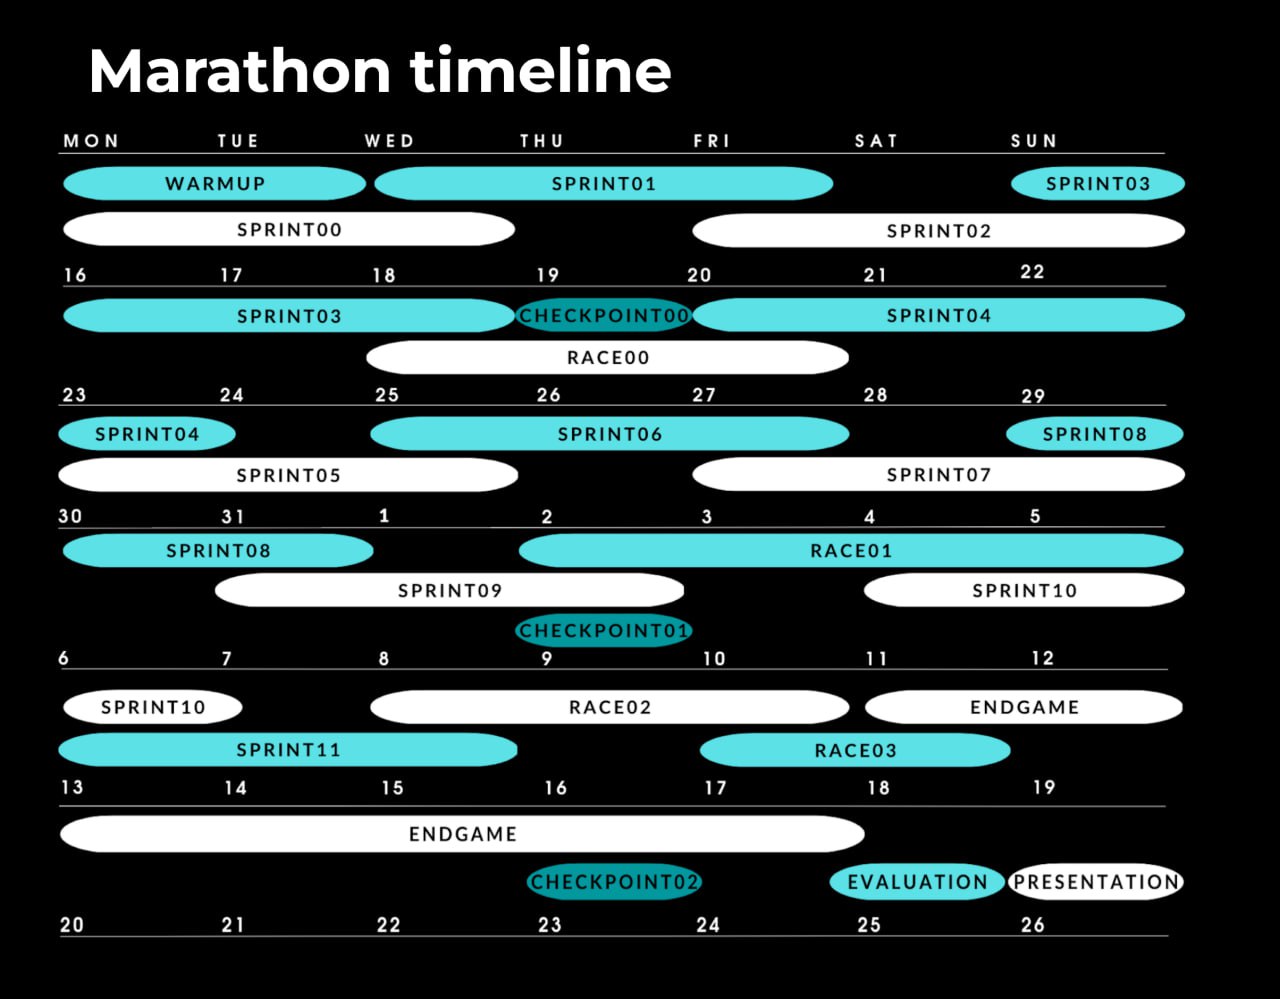 Marathon timeline
MON TUE WED THU FRI SAT SUN
WARMUP SPRINT01 SPRINT03
SPRINT00 SPRINT02
16 17 18 19 20 21 22
SPRINT03 CHECKPOINT00 SPRINT04
RACE00
23 24 25 26 27 28 29
SPRINT04 SPRINT06 SPRINT08
SPRINT05 SPRINT07
30 31 1 2 3 4 5
SPRINT08 RACE01
SPRINT09 SPRINT10
CHECKPOINT01
6 7 8 9 10 11 12
SPRINT10 RACE02 ENDGAME
SPRINT11 RACE03
13 14 15 16 17 18 19
ENDGAME
CHECKPOINT02 EVALUATION PRESENTATION
20 21 22 23 24 25 26